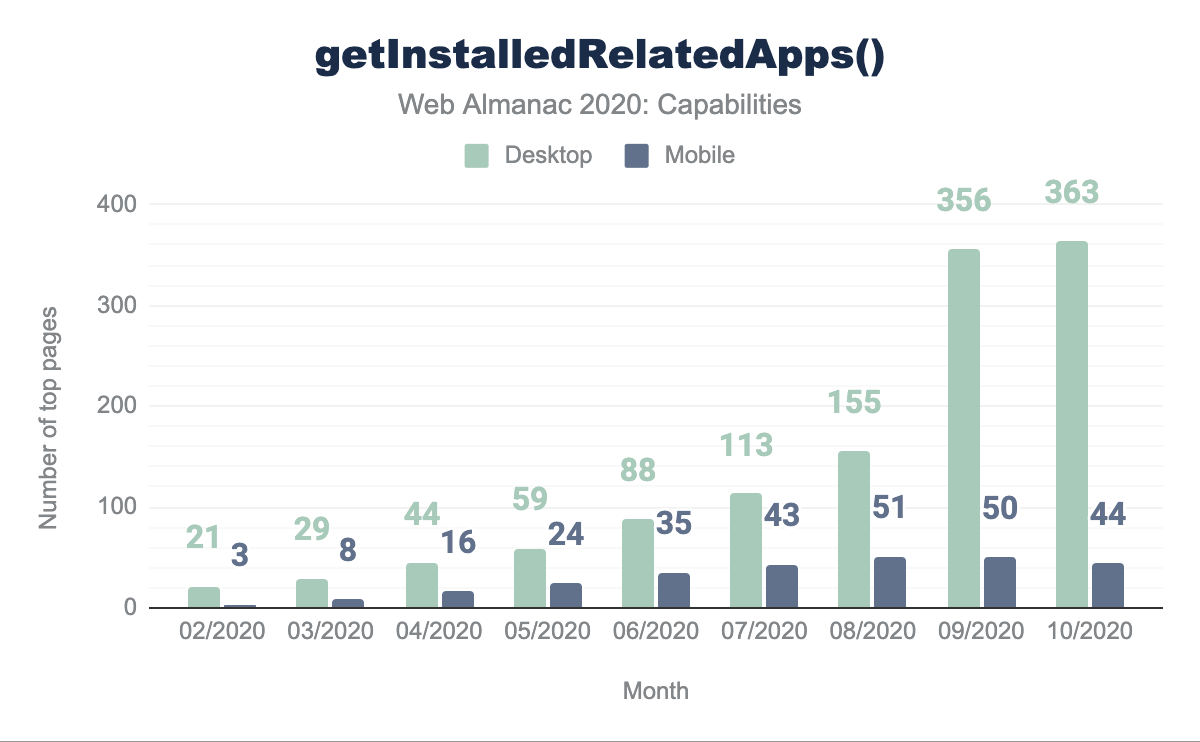 getInstalledRelatedApps()
Web Almanac 2020: Capabilities
Desktop Mobile
Number of top pages
400
300
200
100
0
21 3 29 8 44 16 59 24 88 35 113 43 155 51 356 50 363 44
02/2020 03/2020 04/2020 05/2020 06/2020 07/2020 08/2020 09/2020 10/2020
Month